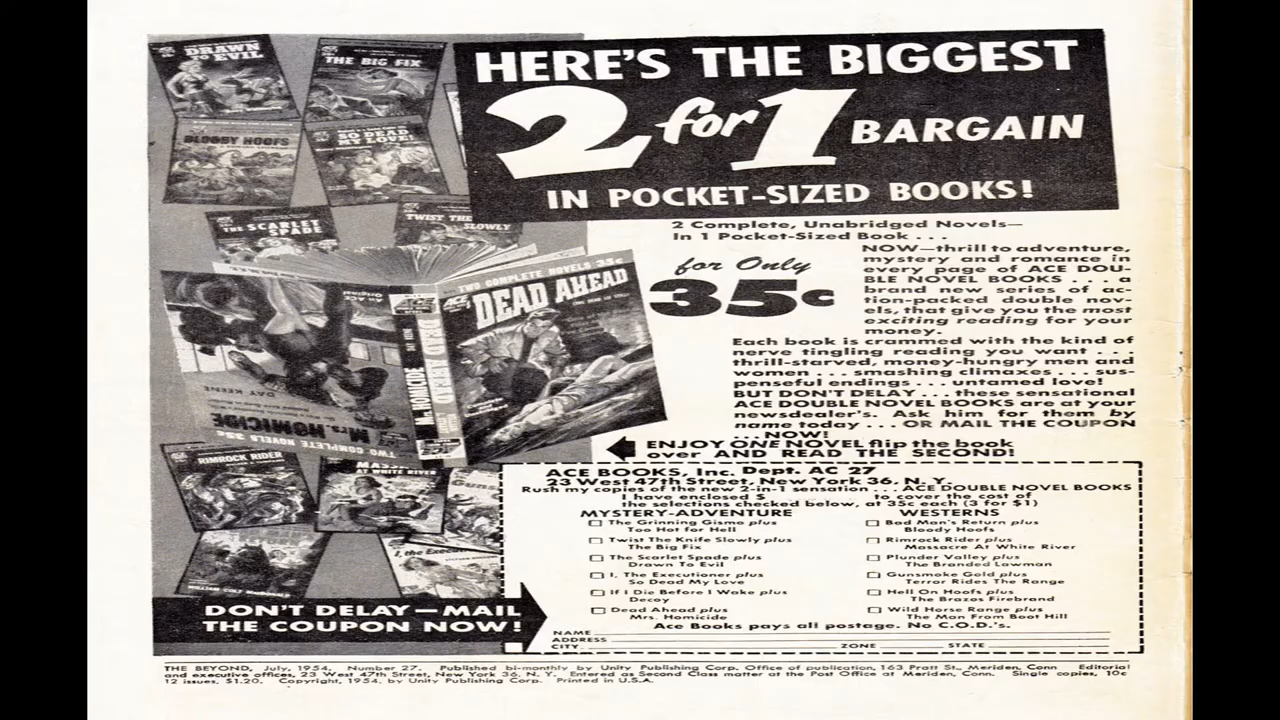 DRAWN
TO EVIL
THE BIG FIX
BLOODY HOOFS
SO DEAD
MY LOVE!
THE SCARLET
SPADE
TWIST THE
SLOWLY
HERE'S THE BIGGEST
2 for 1 BARGAIN
IN POCKET-SIZED BOOKS!
2 Complete, Unabridged Novels—
In 1 Pocket-Sized Book . . .
for Only
35c
NOW—thrill to adventure,
mystery and romance in
every page of ACE DOU-
BLE NOVEL BOOKS . . . a
brand new series of ac-
tion-packed double nov-
els, that give you the most
exciting reading for your
money.
Each book is crammed with the kind of
nerve tingling reading you want . . .
thrill-starved, money-hungry men and
women . . . smashing climaxes . . . sus-
penseful endings . . . untamed love!
BUT DON'T DELAY . . . these sensational
ACE DOUBLE NOVEL BOOKS are at your
newsdealer's. Ask him for them by
name today . . . OR MAIL THE COUPON
. . . NOW!
ENJOY ONE NOVEL flip the book
over AND READ THE SECOND!
TWO COMPLETE NOVELS 35c
ACE
DEAD AHEAD
DEAD AHEAD
Mrs. HOMICIDE
DAY KEENE
Mrs. HOMICIDE
TWO COMPLETE NOVELS 35c
RIMROCK RIDER
AT WHITE RIVER
I, the Execu
WILLIAM COLT MACDONALD
DON'T DELAY—MAIL
THE COUPON NOW!
ACE BOOKS, Inc. Dept. AC 27
23 West 47th Street, New York 36, N. Y.
Rush my copies of the new 2-in-1 sensation . . . ACE DOUBLE NOVEL BOOKS
I have enclosed $ to cover the cost of
the selections checked below, at 35c each (3 for $1)
MYSTERY-ADVENTURE
The Grinning Gismo plus
Too Hot for Hell
Twist The Knife Slowly plus
The Big Fix
The Scarlet Spade plus
Drawn To Evil
I, The Executioner plus
So Dead My Love
If I Die Before I Wake plus
Decoy
Dead Ahead plus
Mrs. Homicide
WESTERNS
Bad Man's Return plus
Bloody Hoofs
Rimrock Rider plus
Massacre At White River
Plunder Valley plus
The Branded Lawman
Gunsmoke Gold plus
Terror Rides The Range
Hell On Hoofs plus
The Brazos Firebrand
Wild Horse Range plus
The Man From Boot Hill
Ace Books pays all postage. No C.O.D.'s.
NAME
ADDRESS
CITY ZONE STATE
THE BEYOND, July, 1954, Number 27. Published bi-monthly by Unity Publishing Corp. Office of publication, 163 Pratt St., Meriden, Conn Editorial
and executive offices, 23 West 47th Street, New York 36, N. Y. Entered as Second Class matter at the Post Office at Meriden, Conn. Single copies, 10c
12 issues, $1.20. Copyright, 1954, by Unity Publishing Corp. Printed in U.S.A.